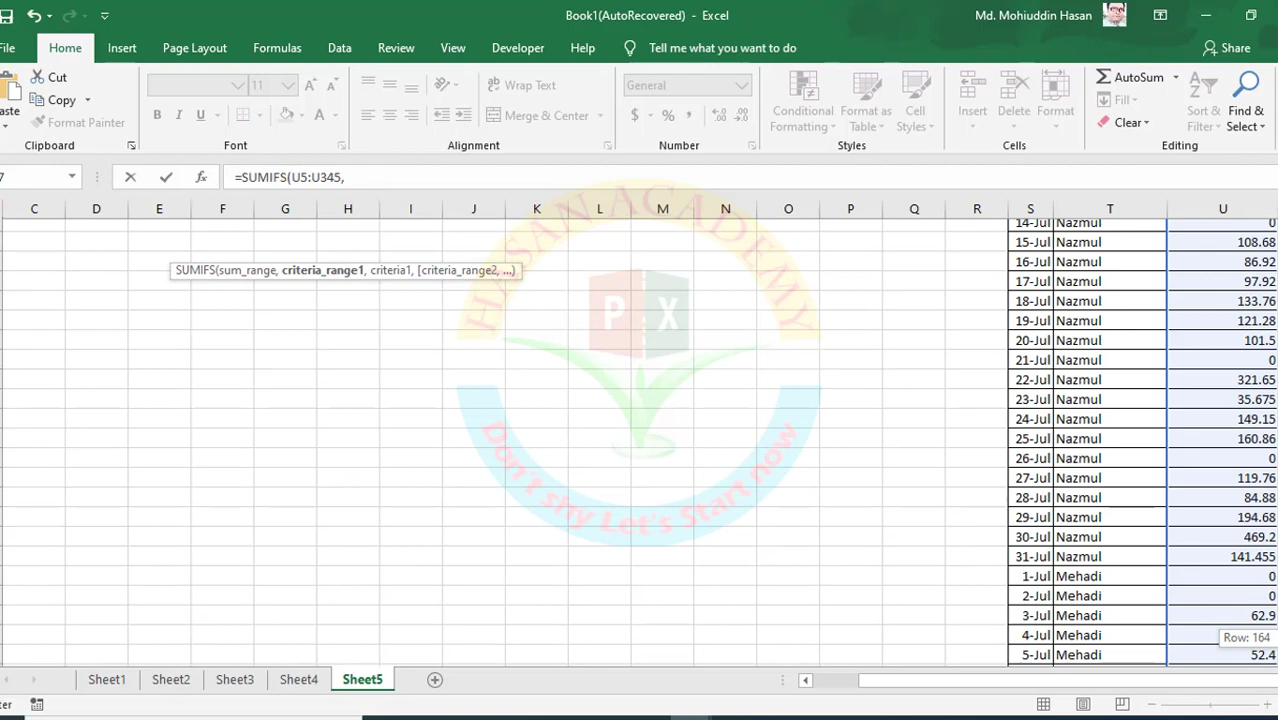 Book1(AutoRecovered) - Excel
Md. Mohiuddin Hasan
File Home Insert Page Layout Formulas Data Review View Developer Help Tell me what you want to do Share
Cut
Copy
Format Painter
Clipboard
11
B I U
Font
Wrap Text
Merge & Center
Alignment
General
$ % ,
Number
Conditional Formatting
Format as Table
Cell Styles
Styles
Insert
Delete
Format
Cells
AutoSum
Fill
Clear
Sort & Filter
Find & Select
Editing
7 fx =SUMIFS(U5:U345,
C D E F G H I J K L M N O P Q R S T U
SUMIFS(sum_range, criteria_range1, criteria1, [criteria_range2, ...)
HASAN ACADEMY
P X
Don't shy Let's Start now
14-Jul Nazmul 0
15-Jul Nazmul 108.68
16-Jul Nazmul 86.92
17-Jul Nazmul 97.92
18-Jul Nazmul 133.76
19-Jul Nazmul 121.28
20-Jul Nazmul 101.5
21-Jul Nazmul 0
22-Jul Nazmul 321.65
23-Jul Nazmul 35.675
24-Jul Nazmul 149.15
25-Jul Nazmul 160.86
26-Jul Nazmul 0
27-Jul Nazmul 119.76
28-Jul Nazmul 84.88
29-Jul Nazmul 194.68
30-Jul Nazmul 469.2
31-Jul Nazmul 141.455
1-Jul Mehadi 0
2-Jul Mehadi 0
3-Jul Mehadi 62.9
4-Jul Mehadi
Row: 164
5-Jul Mehadi 52.4
Sheet1 Sheet2 Sheet3 Sheet4 Sheet5